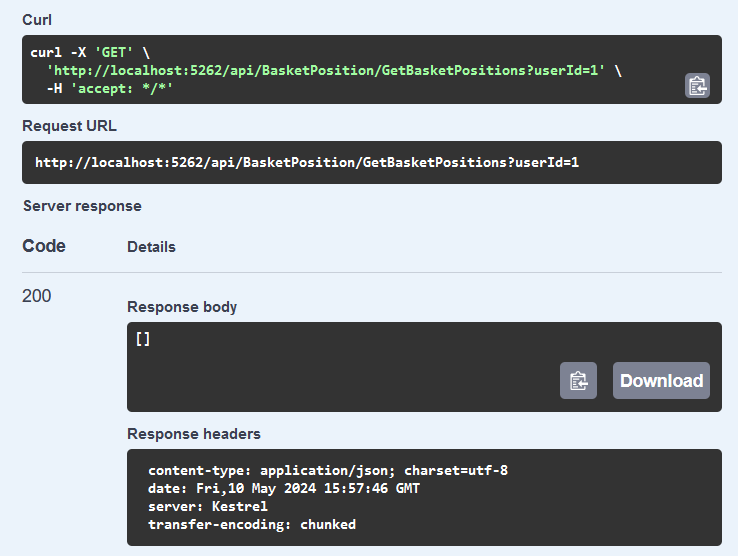 Curl
curl -X 'GET' \
'http://localhost:5262/api/BasketPosition/GetBasketPositions?userId=1' \
-H 'accept: */*'
Request URL
http://localhost:5262/api/BasketPosition/GetBasketPositions?userId=1
Server response
Code Details
200
Response body
[]
Download
Response headers
content-type: application/json; charset=utf-8
date: Fri,10 May 2024 15:57:46 GMT
server: Kestrel
transfer-encoding: chunked